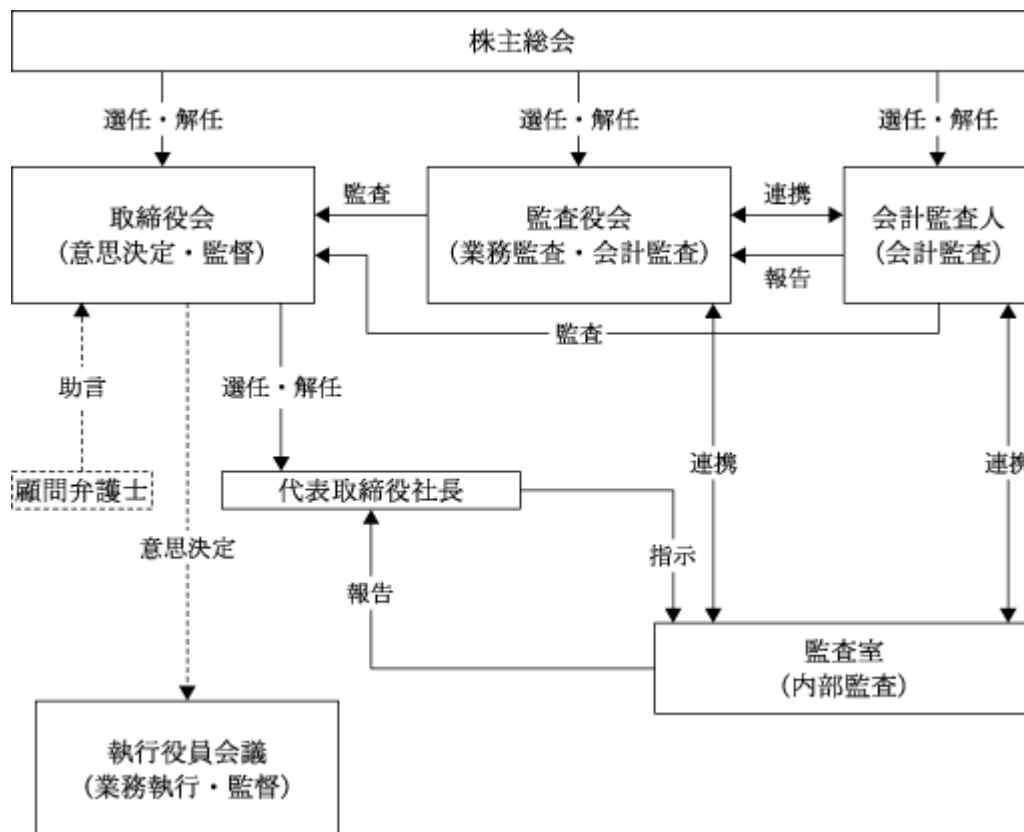 株主総会
選任・解任
選任・解任
選任・解任
取締役会
(意思決定・監督)
監査
監査役会
(業務監査・会計監査)
連携
報告
会計監査人
(会計監査)
監査
助言
選任・解任
顧問弁護士
代表取締役社長
連携
連携
意思決定
指示
報告
監査室
(内部監査)
執行役員会議
(業務執行・監督)